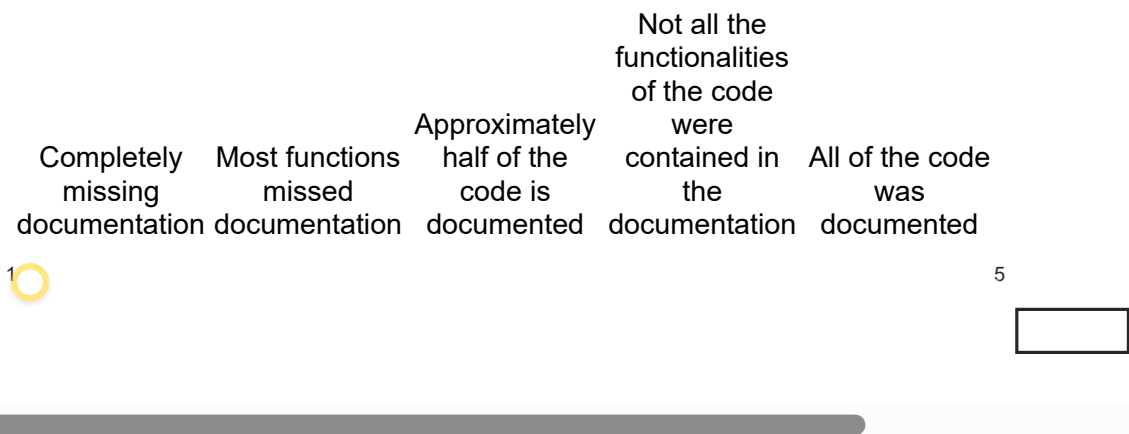 Completely
missing
documentation
Most functions
missed
documentation
Approximately
half of the
code is
documented
Not all the
functionalities
of the code
were
contained in
the
documentation
All of the code
was
documented
1
5